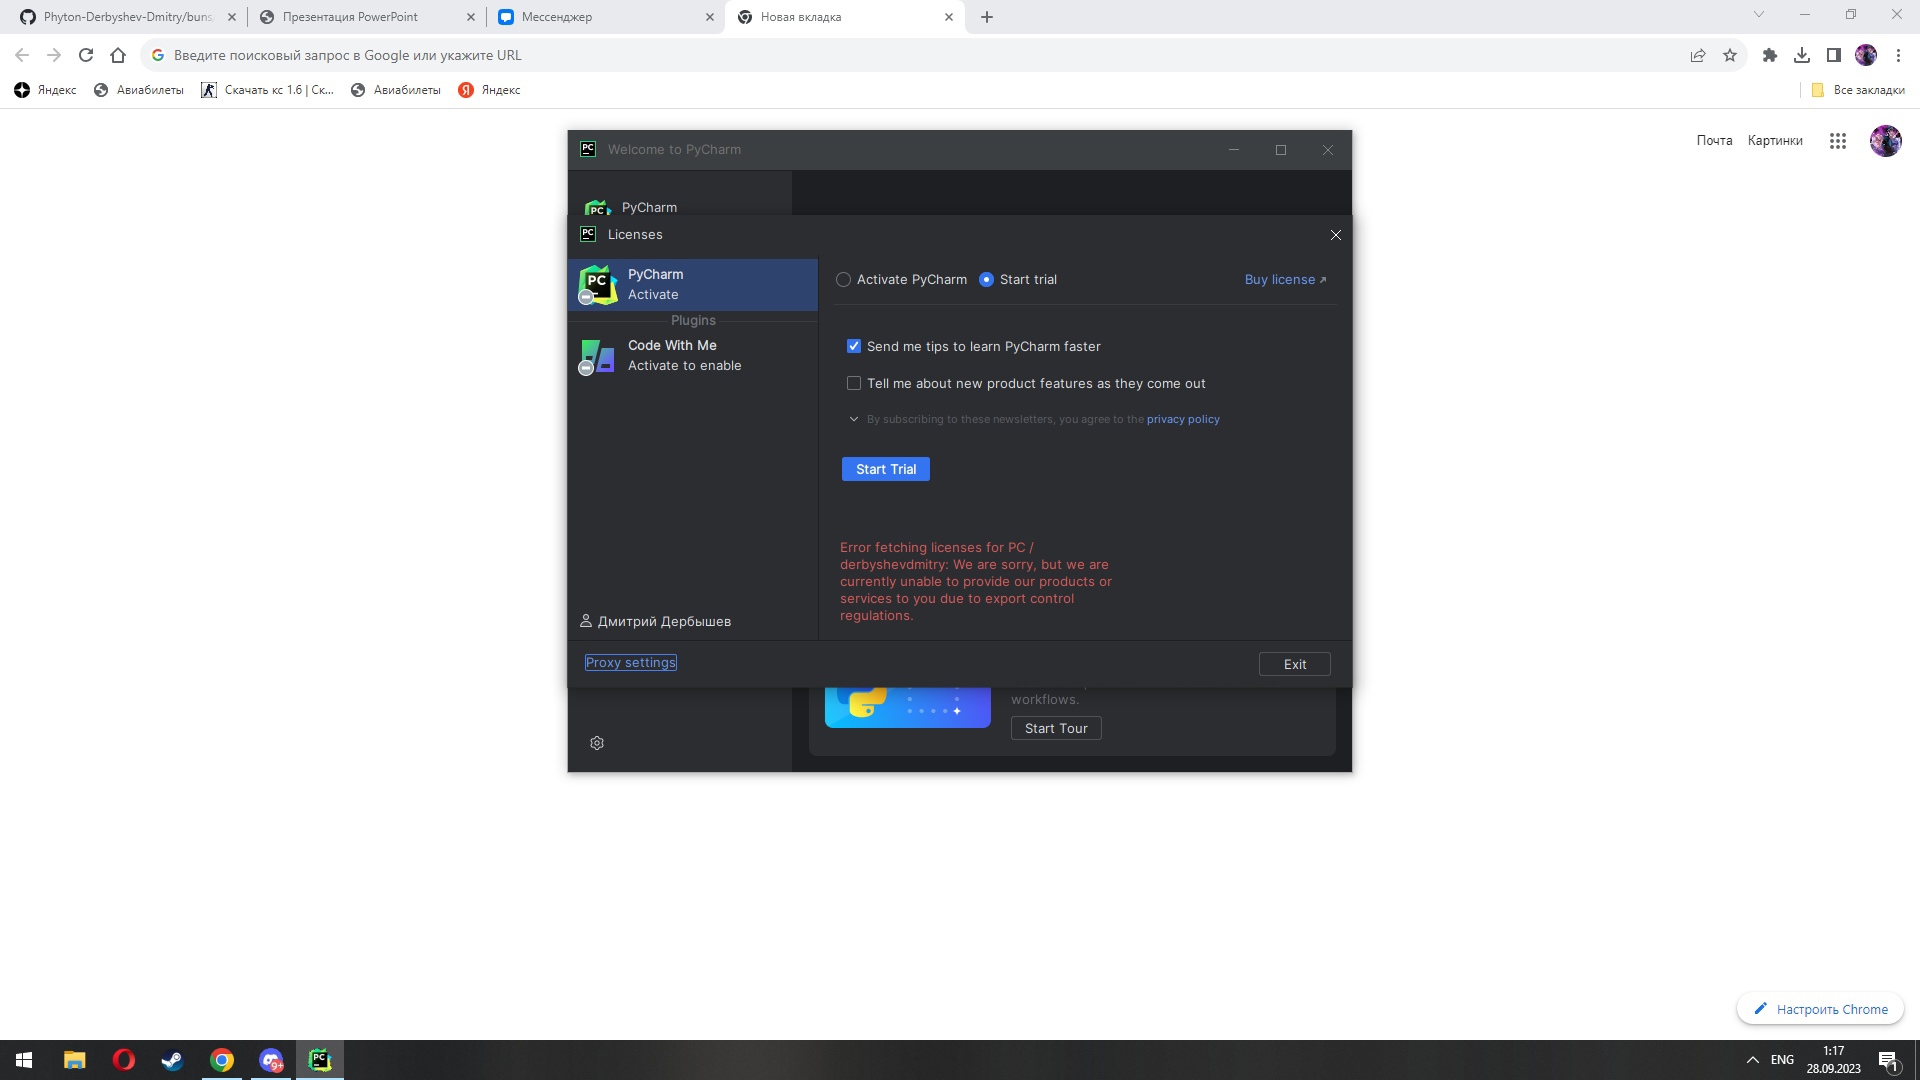 Phyton-Derbyshev-Dmitry/buns
Презентация PowerPoint
Мессенджер
Новая вкладка
Введите поисковый запрос в Google или укажите URL
Яндекс
Авиабилеты
Скачать кс 1.6 | Ск...
Авиабилеты
Яндекс
Все закладки
Почта
Картинки
Welcome to PyCharm
PyCharm
Licenses
PyCharm
Activate
Plugins
Code With Me
Activate to enable
Дмитрий Дербышев
Activate PyCharm
Start trial
Buy license
Send me tips to learn PyCharm faster
Tell me about new product features as they come out
By subscribing to these newsletters, you agree to the privacy policy
Start Trial
Error fetching licenses for PC /
derbyshevdmitry: We are sorry, but we are
currently unable to provide our products or
services to you due to export control
regulations.
Proxy settings
Exit
workflows.
Start Tour
Настроить Chrome
ENG
1:17
28.09.2023